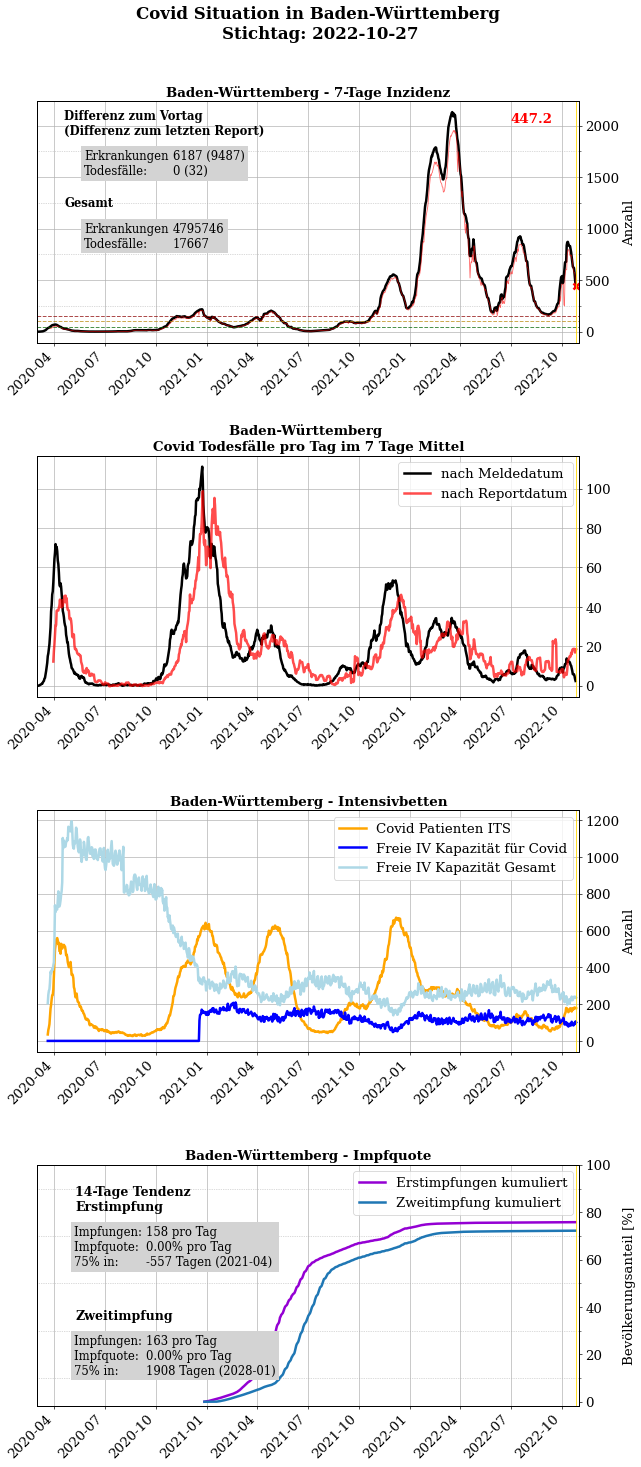 Covid Situation in Baden-Württemberg
Stichtag: 2022-10-27
Baden-Württemberg - 7-Tage Inzidenz
Differenz zum Vortag
(Differenz zum letzten Report)
Erkrankungen 6187 (9487)
Todesfälle: 0 (32)
Gesamt
Erkrankungen 4795746
Todesfälle: 17667
447.2
2000
1500
1000
500
0
Anzahl
2020-04
2020-07
2020-10
2021-01
2021-04
2021-07
2021-10
2022-01
2022-04
2022-07
2022-10
Baden-Württemberg
Covid Todesfälle pro Tag im 7 Tage Mittel
nach Meldedatum
nach Reportdatum
100
80
60
40
20
0
2020-04
2020-07
2020-10
2021-01
2021-04
2021-07
2021-10
2022-01
2022-04
2022-07
2022-10
Baden-Württemberg - Intensivbetten
Covid Patienten ITS
Freie IV Kapazität für Covid
Freie IV Kapazität Gesamt
1200
1000
800
600
400
200
0
Anzahl
2020-04
2020-07
2020-10
2021-01
2021-04
2021-07
2021-10
2022-01
2022-04
2022-07
2022-10
Baden-Württemberg - Impfquote
14-Tage Tendenz
Erstimpfung
Impfungen: 158 pro Tag
Impfquote: 0.00% pro Tag
75% in: -557 Tagen (2021-04)
Zweitimpfung
Impfungen: 163 pro Tag
Impfquote: 0.00% pro Tag
75% in: 1908 Tagen (2028-01)
Erstimpfungen kumuliert
Zweitimpfung kumuliert
100
80
60
40
20
0
Bevölkerungsanteil [%]
2020-04
2020-07
2020-10
2021-01
2021-04
2021-07
2021-10
2022-01
2022-04
2022-07
2022-10